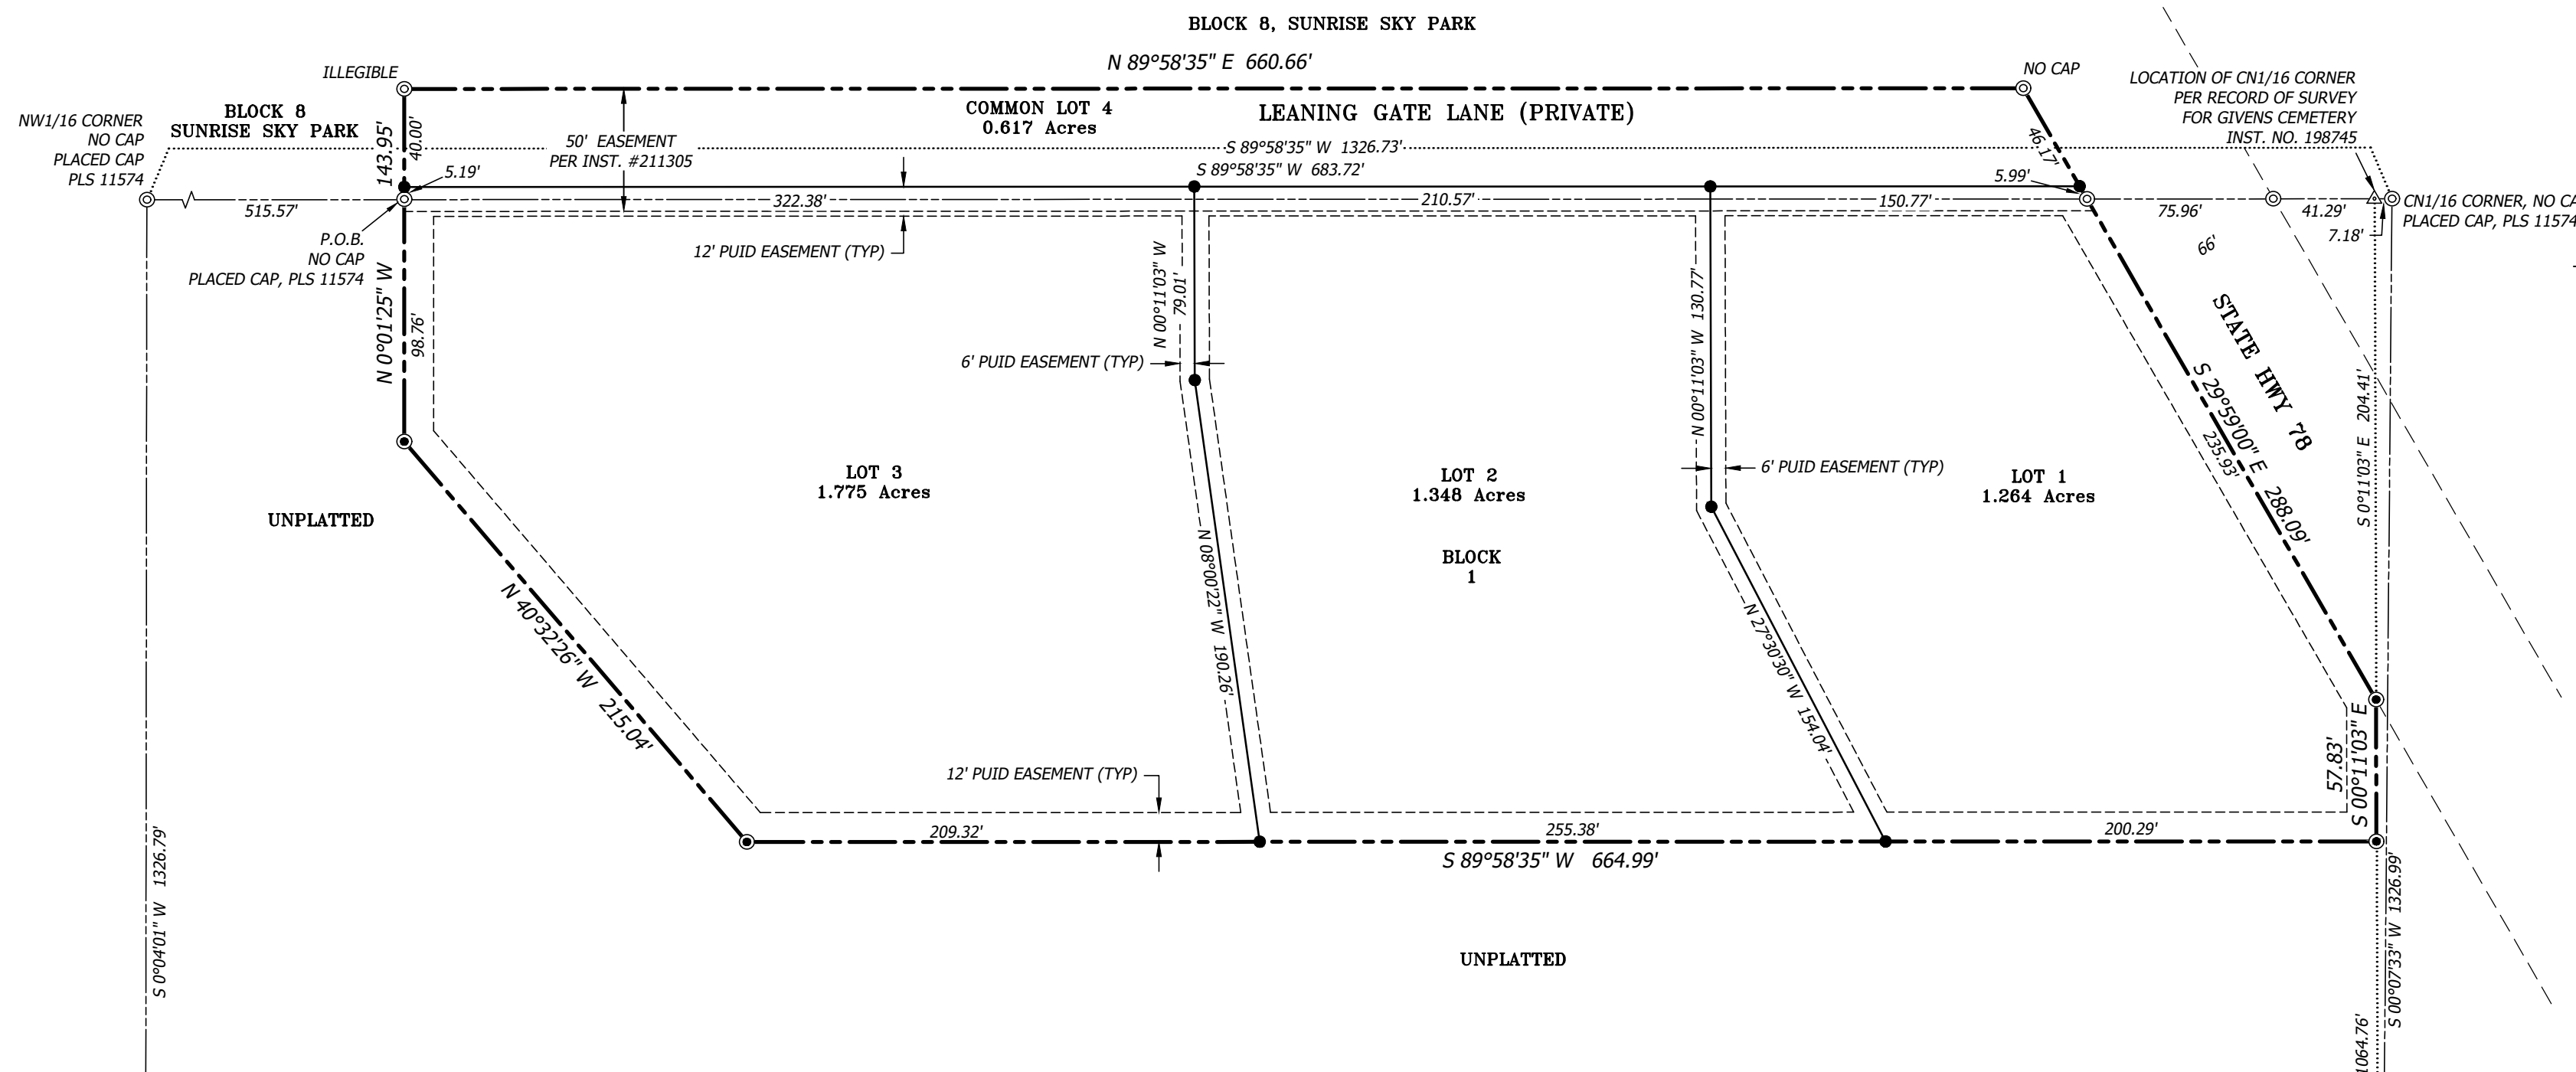 BLOCK 8, SUNRISE SKY PARK
N 89°58'35" E 660.66'
ILLEGIBLE
NO CAP
LOCATION OF CN1/16 CORNER
PER RECORD OF SURVEY
FOR GIVENS CEMETERY
INST. NO. 198745
BLOCK 8
SUNRISE SKY PARK
NW1/16 CORNER
NO CAP
PLACED CAP
PLS 11574
143.95'
40.00'
COMMON LOT 4
0.617 Acres
LEANING GATE LANE (PRIVATE)
50' EASEMENT
PER INST. #211305
46.17'
S 89°58'35" W 1326.73'
S 89°58'35" W 683.72'
5.19'
5.99'
515.57'
322.38'
210.57'
150.77'
75.96'
41.29'
7.18'
CN1/16 CORNER, NO CA
PLACED CAP, PLS 11574
P.O.B.
NO CAP
PLACED CAP, PLS 11574
12' PUID EASEMENT (TYP)
66'
N 0°01'25" W
98.76'
N 00°11'03" W
79.01'
N 00°11'03" W 130.77'
STATE HWY 78
6' PUID EASEMENT (TYP)
6' PUID EASEMENT (TYP)
S 29°59'00" E 288.09'
235.93'
S 0°11'03" E 204.41'
LOT 3
1.775 Acres
LOT 2
1.348 Acres
LOT 1
1.264 Acres
UNPLATTED
BLOCK
1
N 40°32'26" W 215.04'
N 08°00'22" W 190.26'
N 27°30'30" W 154.04'
57.83'
S 00°11'03" E
12' PUID EASEMENT (TYP)
209.32'
255.38'
200.29'
S 89°58'35" W 664.99'
S 0°04'01" W 1326.79'
S 00°07'33" W 1326.99'
UNPLATTED
1064.76'